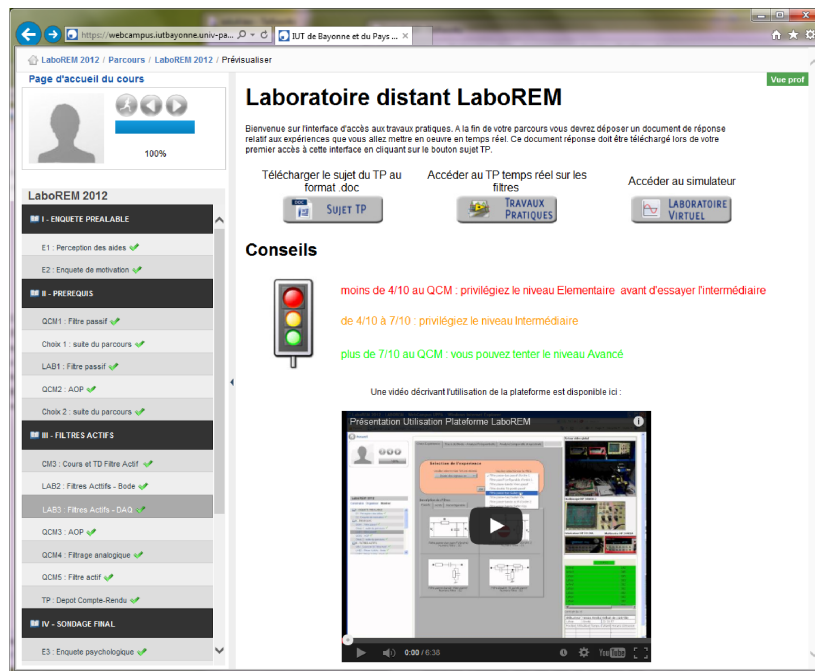 https://webcampus.iutbayonne.univ-pa...
IUT de Bayonne et du Pays ...
LaboREM 2012 / Parcours / LaboREM 2012 / Prévisualiser
Page d'accueil du cours
Vue prof
100%
LaboREM 2012
I - ENQUETE PREALABLE
E1 : Perception des aides
E2 : Enquete de motivation
II - PREREQUIS
QCM1 : Filtre passif
Choix 1 : suite du parcours
LAB1 : Filtre passif
QCM2 : AOP
Choix 2 : suite du parcours
III - FILTRES ACTIFS
CM3 : Cours et TD Filtre Actif
LAB2 : Filtres Acttifs - Bode
LAB3 : Filtres Actifs - DAQ
QCM3 : AOP
QCM4 : Filtrage analogique
QCM5 : Filtre actif
TP : Depot Compte-Rendu
IV - SONDAGE FINAL
E3 : Enquete psychologique
Laboratoire distant LaboREM
Bienvenue sur l'interface d'accès aux travaux pratiques. A la fin de votre parcours vous devrez déposer un document de réponse
relatif aux expériences que vous allez mettre en oeuvre en temps réel. Ce document réponse doit être téléchargé lors de votre
premier accès à cette interface en cliquant sur le bouton sujet TP.
Télécharger le sujet du TP au
format .doc
DOC
SUJET TP
Accéder au TP temps réel sur les
filtres
TRAVAUX
PRATIQUES
Accéder au simulateur
LABORATOIRE
VIRTUEL
Conseils
moins de 4/10 au QCM : privilégiez le niveau Elementaire avant d'essayer l'intermédiaire
de 4/10 à 7/10 : privilégiez le niveau Intermédiaire
plus de 7/10 au QCM : vous pouvez tenter le niveau Avancé
Une vidéo décrivant l'utilisation de la plateforme est disponible ici :
Présentation Utilisation Plateforme LaboREM
0:00 / 6:38
YouTube